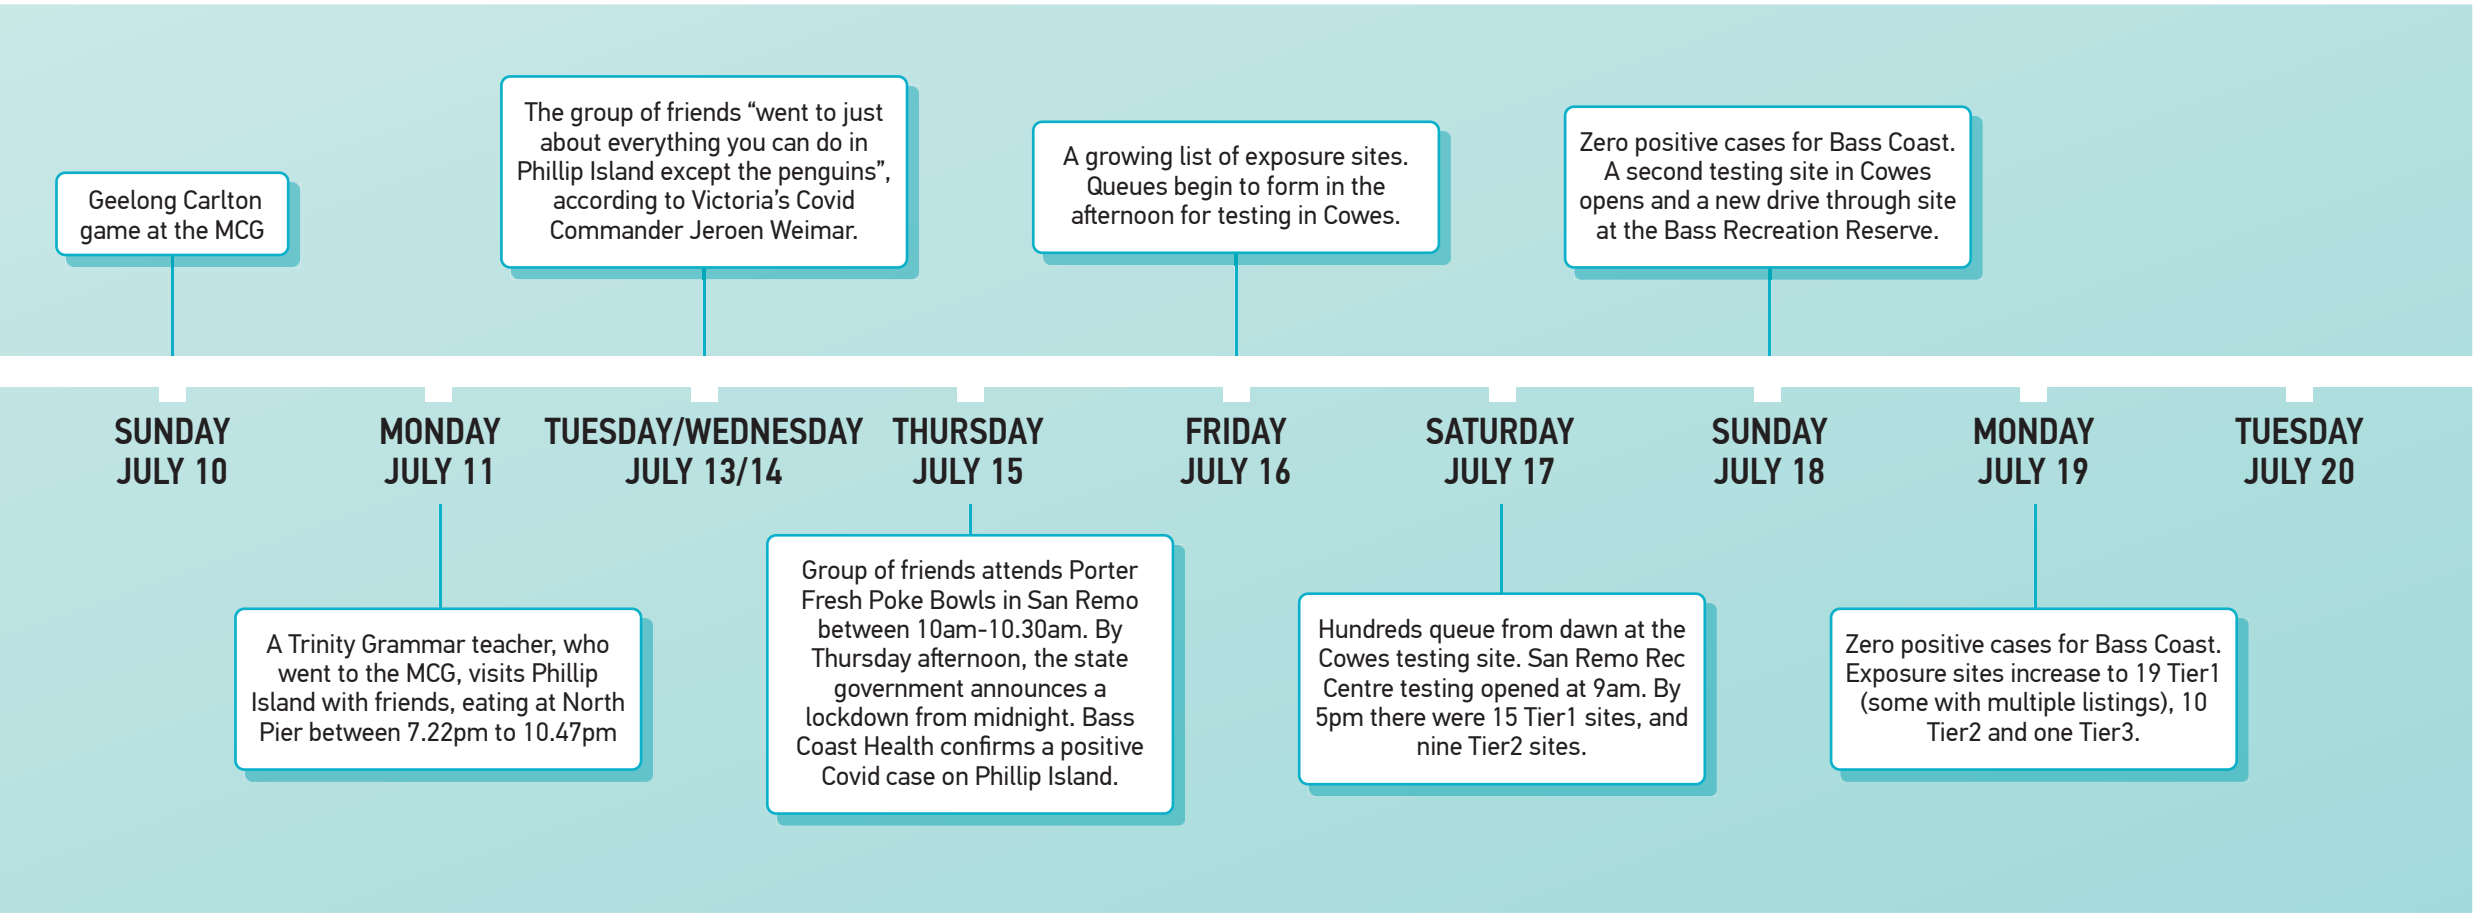 Geelong Carlton
game at the MCG
The group of friends “went to just
about everything you can do in
Phillip Island except the penguins”,
according to Victoria’s Covid
Commander Jeroen Weimar.
A growing list of exposure sites.
Queues begin to form in the
afternoon for testing in Cowes.
Zero positive cases for Bass Coast.
A second testing site in Cowes
opens and a new drive through site
at the Bass Recreation Reserve.
SUNDAY
JULY 10
MONDAY
JULY 11
TUESDAY/WEDNESDAY
JULY 13/14
THURSDAY
JULY 15
FRIDAY
JULY 16
SATURDAY
JULY 17
SUNDAY
JULY 18
MONDAY
JULY 19
TUESDAY
JULY 20
A Trinity Grammar teacher, who
went to the MCG, visits Phillip
Island with friends, eating at North
Pier between 7.22pm to 10.47pm
Group of friends attends Porter
Fresh Poke Bowls in San Remo
between 10am-10.30am. By
Thursday afternoon, the state
government announces a
lockdown from midnight. Bass
Coast Health confirms a positive
Covid case on Phillip Island.
Hundreds queue from dawn at the
Cowes testing site. San Remo Rec
Centre testing opened at 9am. By
5pm there were 15 Tier1 sites, and
nine Tier2 sites.
Zero positive cases for Bass Coast.
Exposure sites increase to 19 Tier1
(some with multiple listings), 10
Tier2 and one Tier3.